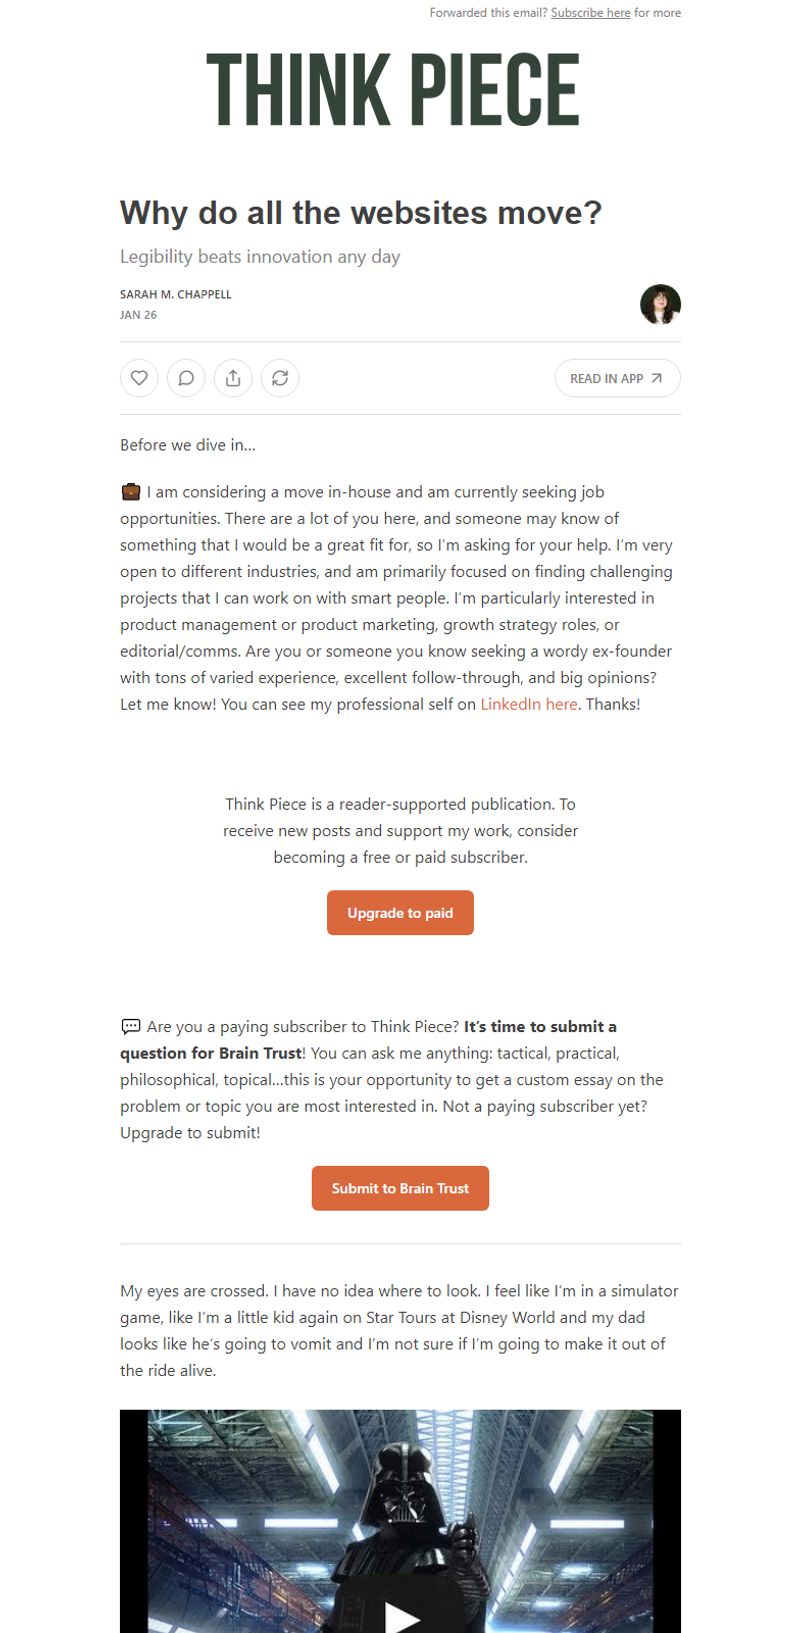 Forwarded this email? Subscribe here for more
THINK PIECE
Why do all the websites move?
Legibility beats innovation any day
SARAH M. CHAPPELL
JAN 26
READ IN APP
Before we dive in...
I am considering a move in-house and am currently seeking job
opportunities. There are a lot of you here, and someone may know of
something that I would be a great fit for, so I'm asking for your help. I'm very
open to different industries, and am primarily focused on finding challenging
projects that I can work on with smart people. I'm particularly interested in
product management or product marketing, growth strategy roles, or
editorial/comms. Are you or someone you know seeking a wordy ex-founder
with tons of varied experience, excellent follow-through, and big opinions?
Let me know! You can see my professional self on LinkedIn here. Thanks!
Think Piece is a reader-supported publication. To
receive new posts and support my work, consider
becoming a free or paid subscriber.
Upgrade to paid
Are you a paying subscriber to Think Piece? It's time to submit a
question for Brain Trust! You can ask me anything: tactical, practical,
philosophical, topical...this is your opportunity to get a custom essay on the
problem or topic you are most interested in. Not a paying subscriber yet?
Upgrade to submit!
Submit to Brain Trust
My eyes are crossed. I have no idea where to look. I feel like I'm in a simulator
game, like I'm a little kid again on Star Tours at Disney World and my dad
looks like he's going to vomit and I'm not sure if I'm going to make it out of
the ride alive.